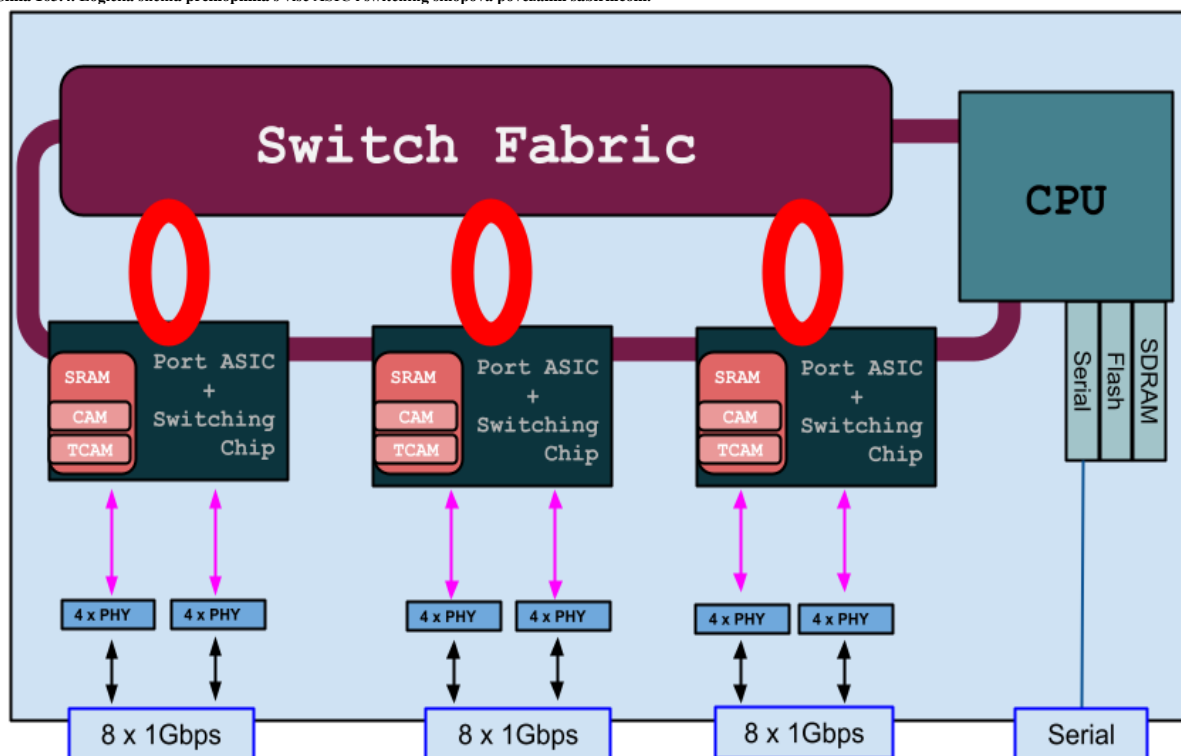 Switch Fabric
CPU
Serial
Flash
SDRAM
SRAM
CAM
TCAM
Port ASIC
+
Switching
Chip
SRAM
CAM
TCAM
Port ASIC
+
Switching
Chip
SRAM
CAM
TCAM
Port ASIC
+
Switching
Chip
4 x PHY
4 x PHY
4 x PHY
4 x PHY
4 x PHY
4 x PHY
8 x 1Gbps
8 x 1Gbps
8 x 1Gbps
Serial